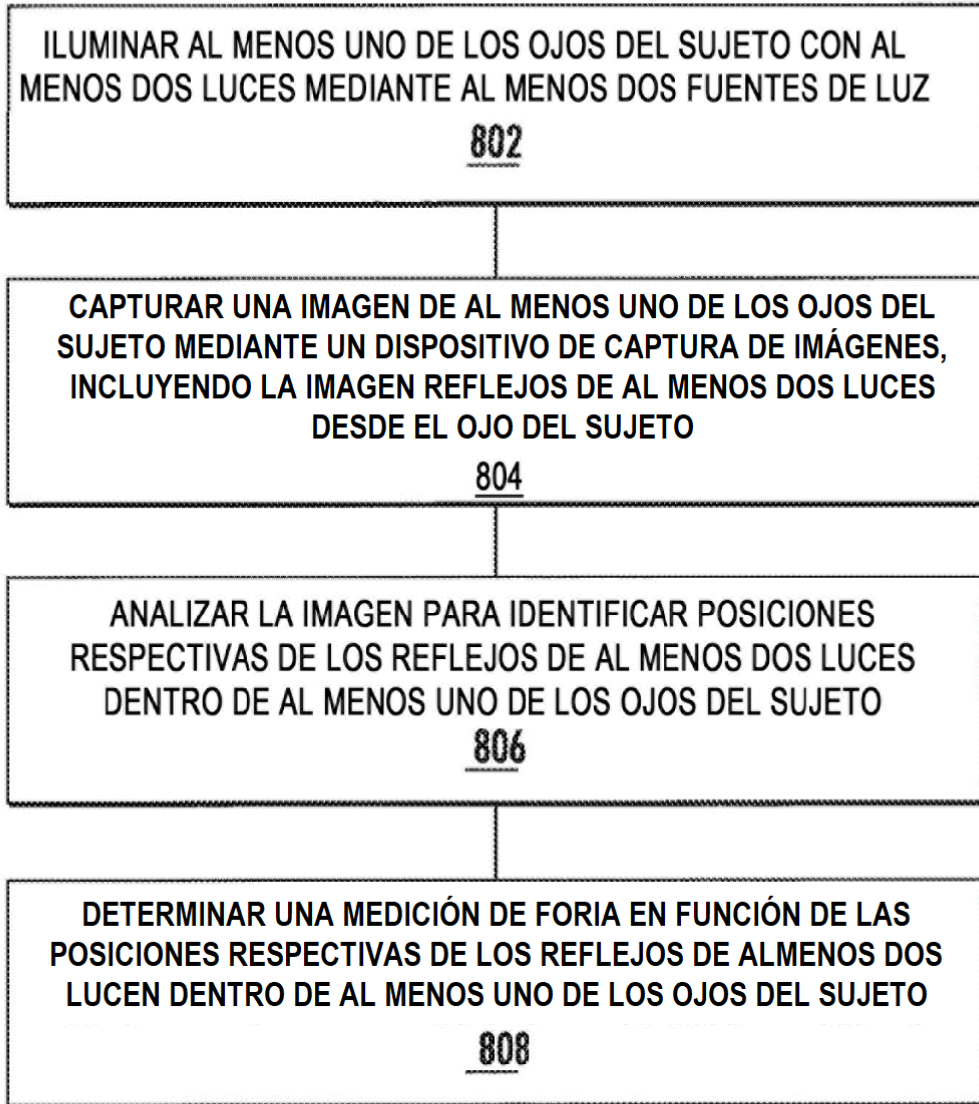 ILUMINAR AL MENOS UNO DE LOS OJOS DEL SUJETO CON AL
MENOS DOS LUCES MEDIANTE AL MENOS DOS FUENTES DE LUZ
802
CAPTURAR UNA IMAGEN DE AL MENOS UNO DE LOS OJOS DEL
SUJETO MEDIANTE UN DISPOSITIVO DE CAPTURA DE IMÁGENES,
INCLUYENDO LA IMAGEN REFLEJOS DE AL MENOS DOS LUCES
DESDE EL OJO DEL SUJETO
804
ANALIZAR LA IMAGEN PARA IDENTIFICAR POSICIONES
RESPECTIVAS DE LOS REFLEJOS DE AL MENOS DOS LUCES
DENTRO DE AL MENOS UNO DE LOS OJOS DEL SUJETO
806
DETERMINAR UNA MEDICIÓN DE FORIA EN FUNCIÓN DE LAS
POSICIONES RESPECTIVAS DE LOS REFLEJOS DE ALMENOS DOS
LUCEN DENTRO DE AL MENOS UNO DE LOS OJOS DEL SUJETO
808